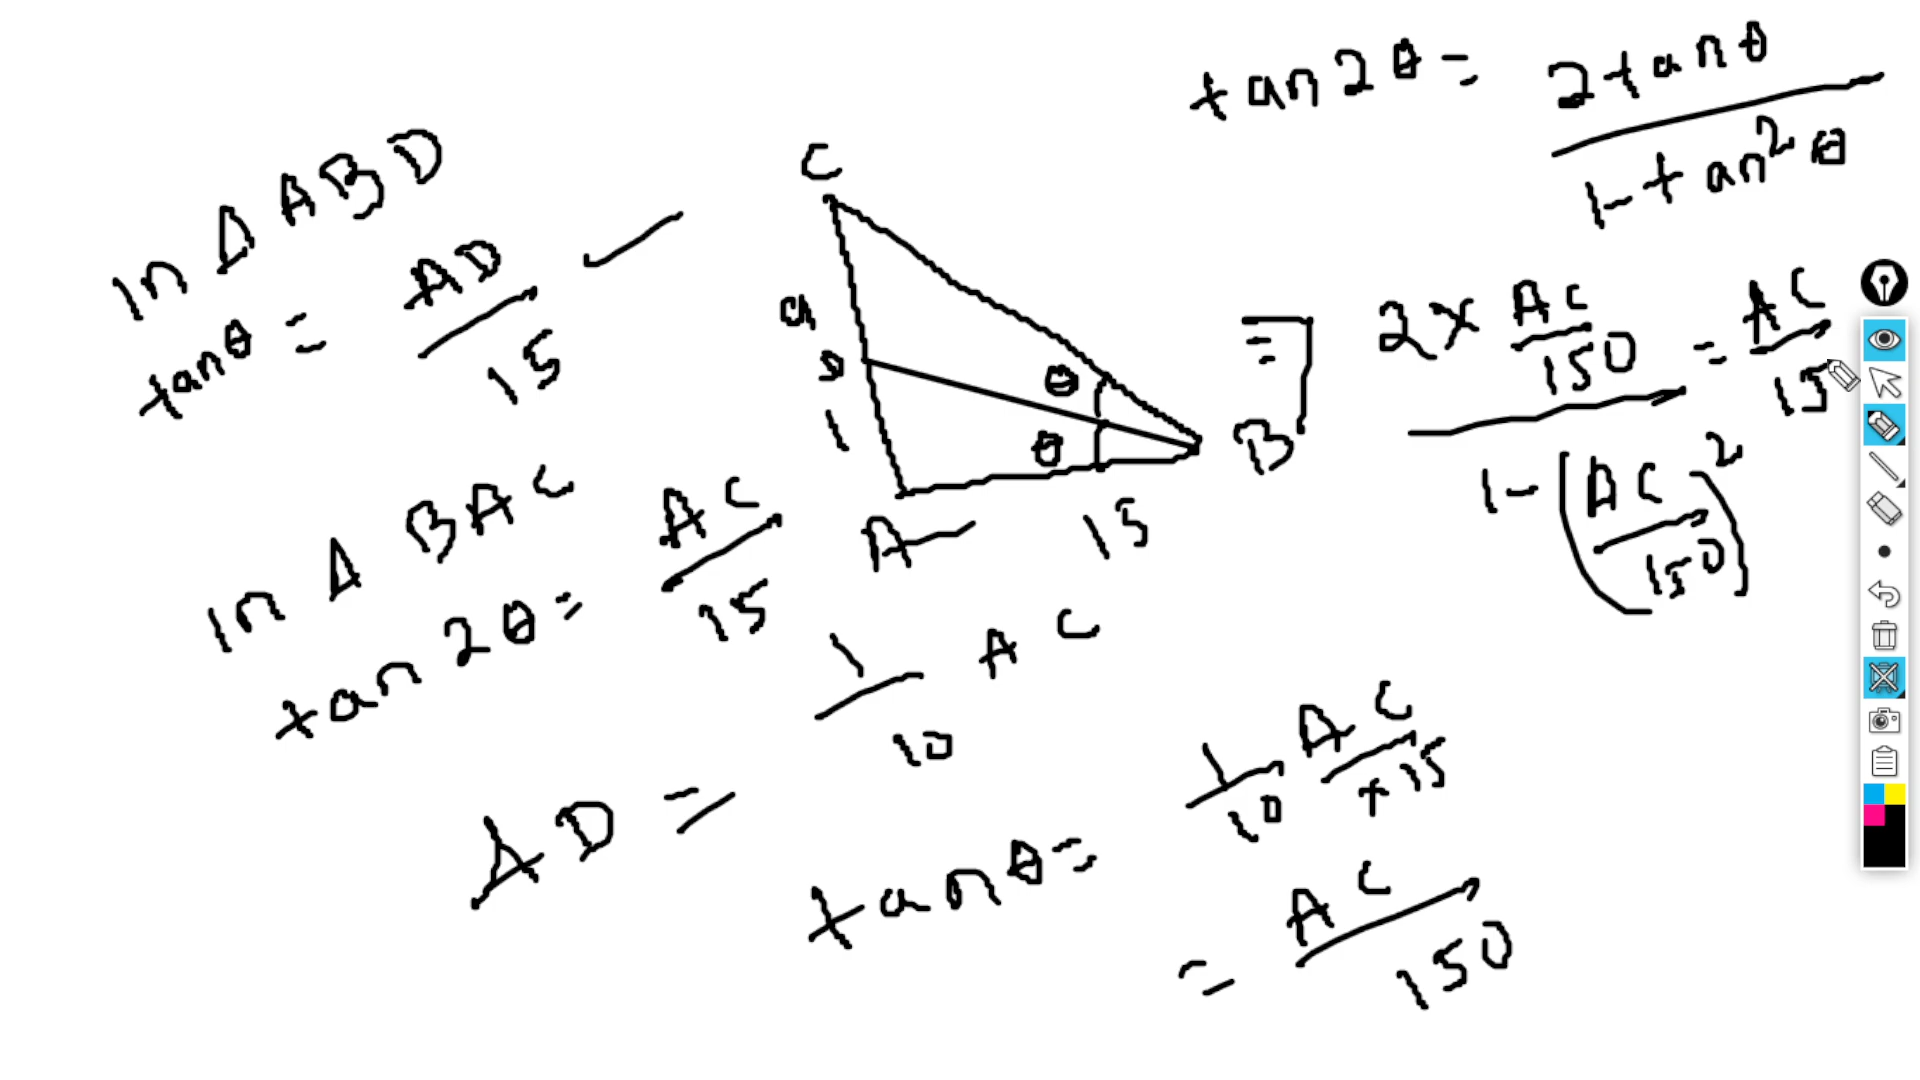 tan2θ = 2tanθ / 1-tan²θ
In Δ ABD
tanθ = AD / 15
C
9
D
1
θ
θ
A
15
B
2 × AC/150 / 1-(AC/150)² = AC / 15
In Δ BAC
tan2θ = AC / 15
AD = 1/10 AC
tanθ = 1/10 AC/×15
= AC / 150